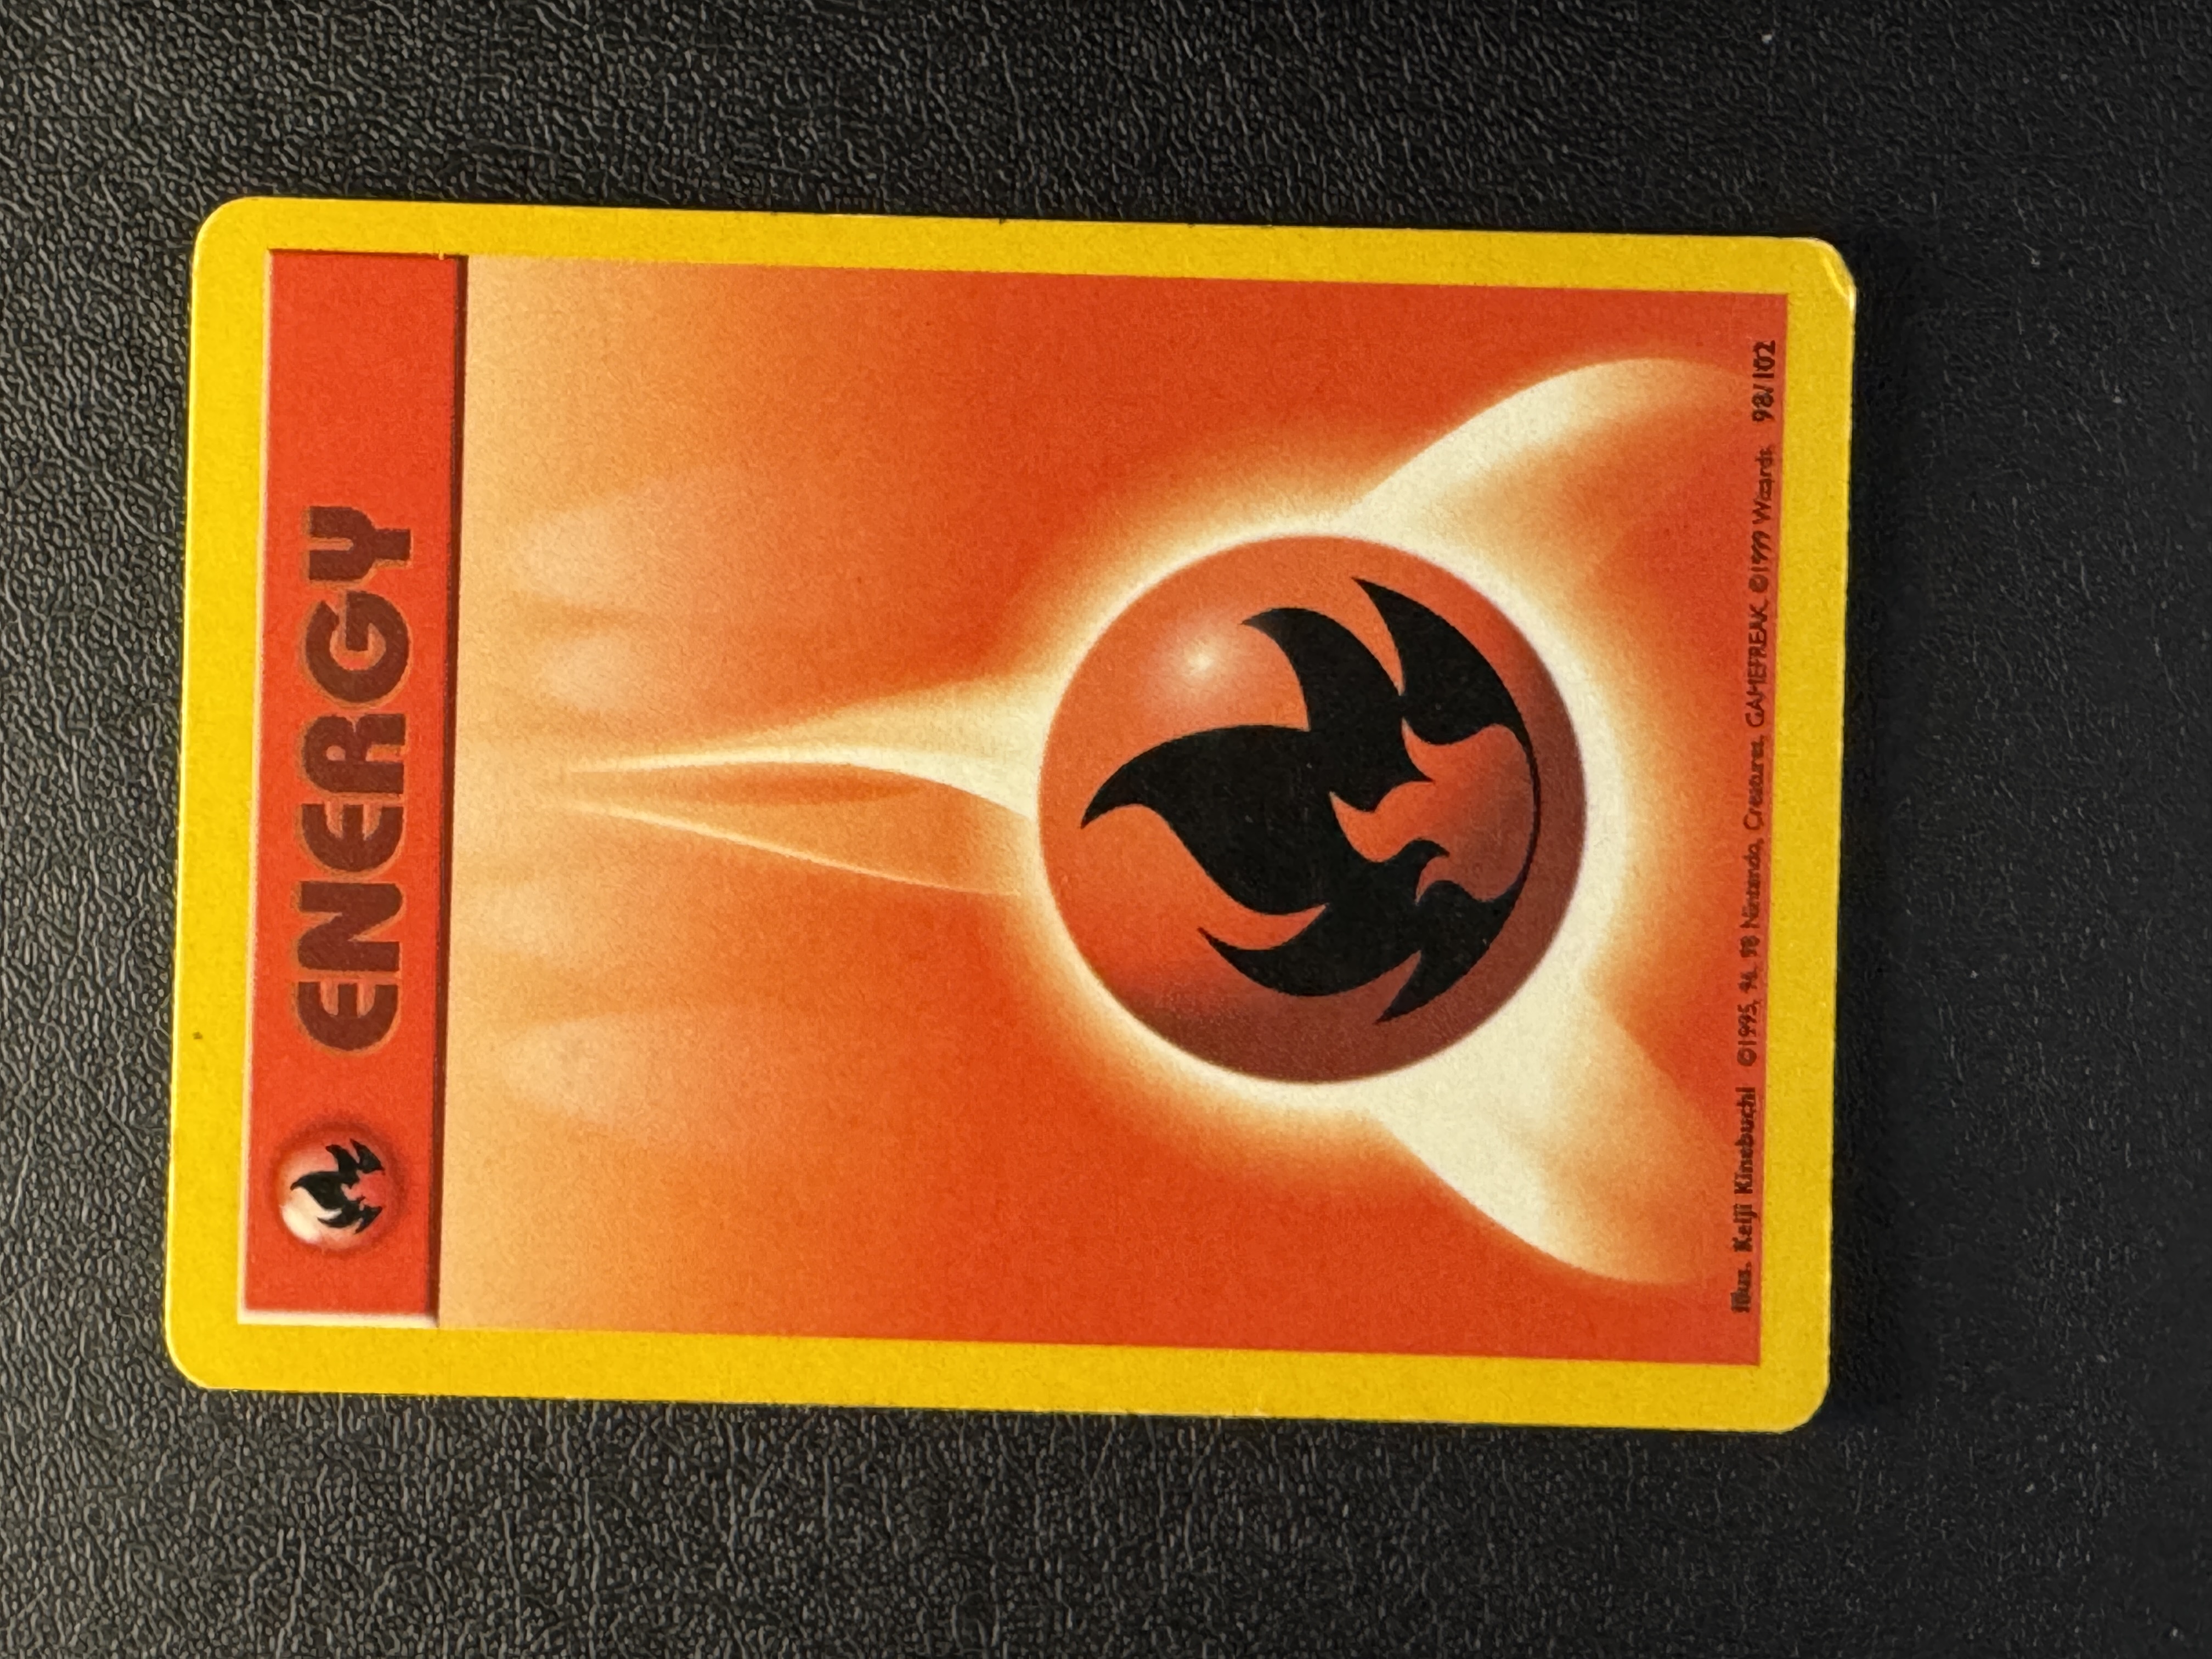 ENERGY
Illus. Keiji Kinebuchi ©1995, 96, 98 Nintendo, Creatures, GAMEFREAK. ©1999 Wizards. 98/102